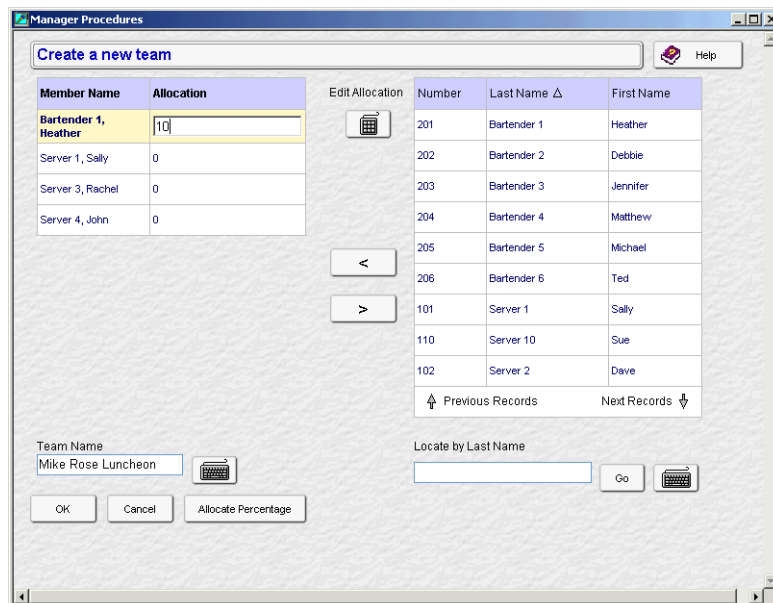 Manager Procedures
Create a new team
Help
Member Name Allocation
Bartender 1,
Heather
10
Server 1, Sally 0
Server 3, Rachel 0
Server 4, John 0
Edit Allocation
<
>
Number Last Name △ First Name
201 Bartender 1 Heather
202 Bartender 2 Debbie
203 Bartender 3 Jennifer
204 Bartender 4 Matthew
205 Bartender 5 Michael
206 Bartender 6 Ted
101 Server 1 Sally
110 Server 10 Sue
102 Server 2 Dave
Previous Records Next Records
Team Name
Mike Rose Luncheon
OK Cancel Allocate Percentage
Locate by Last Name
Go